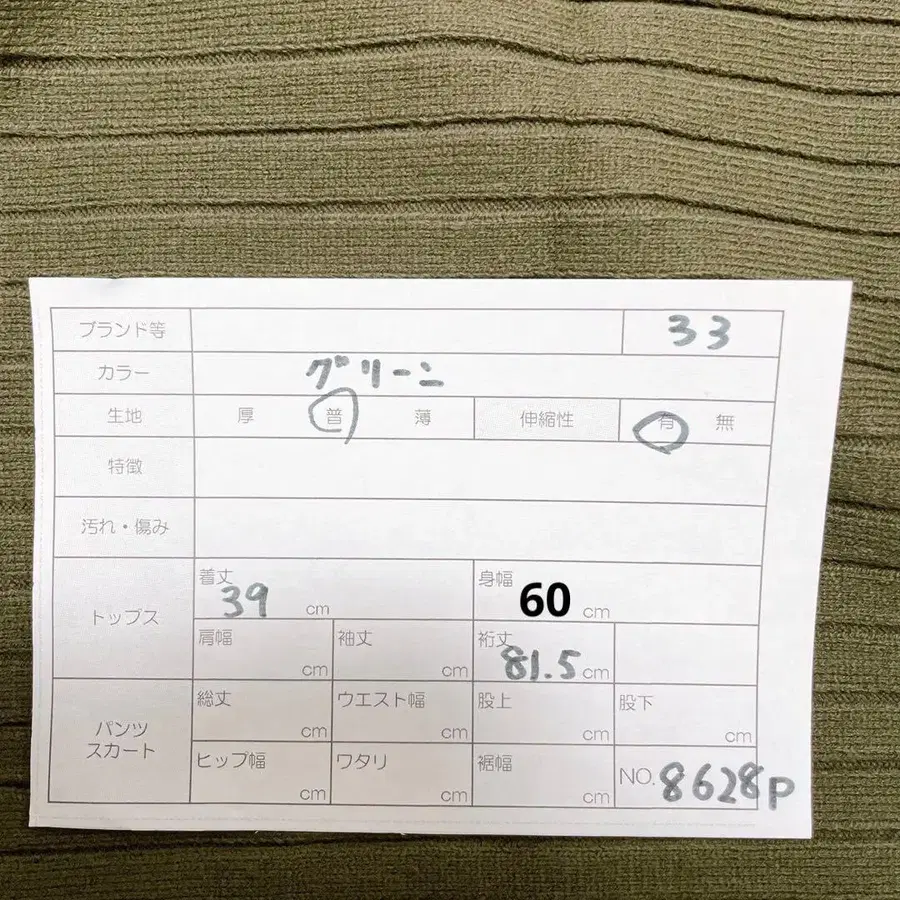 ブランド等 33
カラー グリーン
生地 厚 普 薄 伸縮性 有 無
特徴
汚れ・傷み
トップス
着丈 39 cm 身幅 60 cm
肩幅 cm 袖丈 cm 裄丈 81.5 cm
パンツ
スカート
総丈 cm ウエスト幅 cm 股上 cm 股下 cm
ヒップ幅 cm ワタリ cm 裾幅 cm NO. 8628P